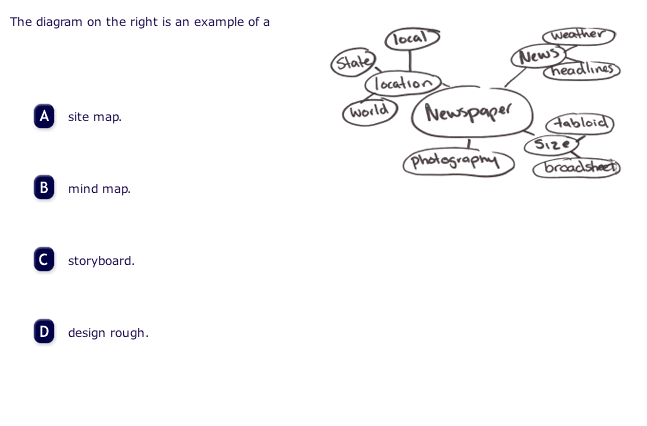 The diagram on the right is an example of a
A site map.
B mind map.
C storyboard.
D design rough.
local
State
location
World
Newspaper
photography
News
Weather
headlines
tabloid
Size
broadsheet